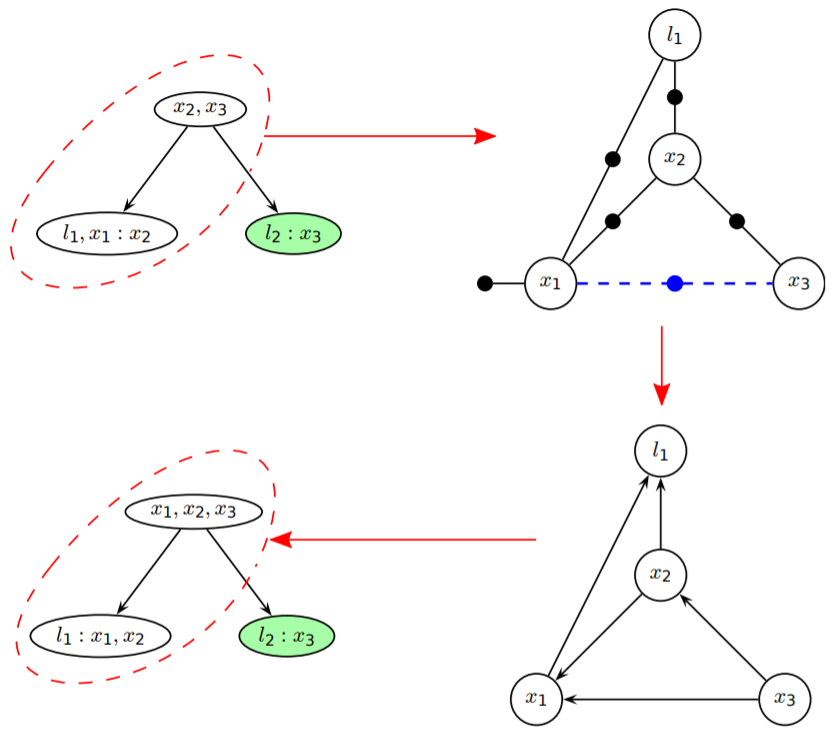 x₂, x₃
l₁, x₁ : x₂
l₂ : x₃
l₁
x₂
x₁
x₃
l₁
x₂
x₁
x₃
x₁, x₂, x₃
l₁ : x₁, x₂
l₂ : x₃